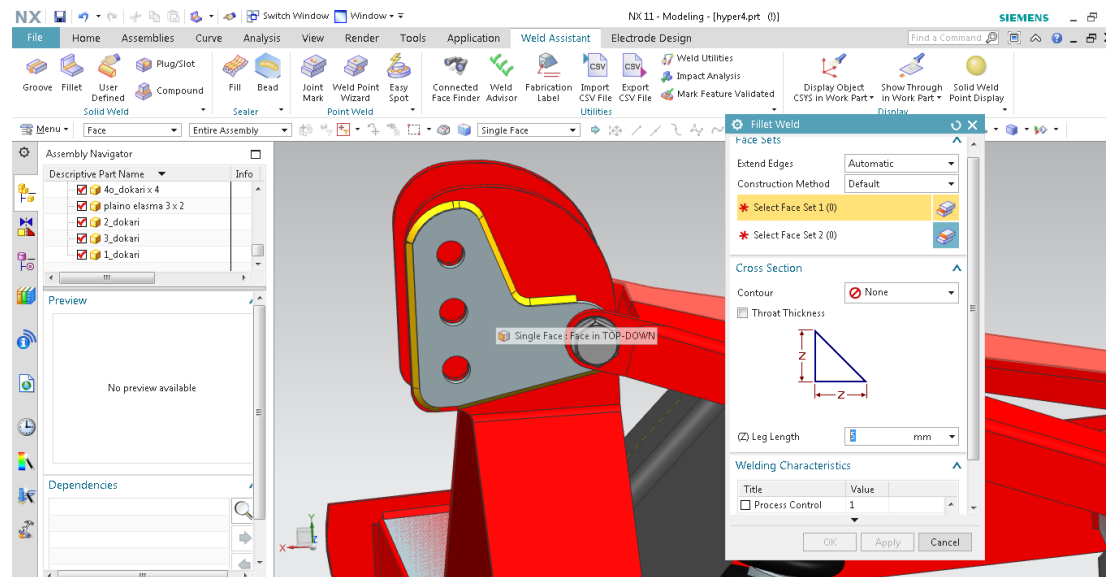 NX Switch Window Window NX 11 - Modeling - [hyper4.prt (!)] SIEMENS
File Home Assemblies Curve Analysis View Render Tools Application Weld Assistant Electrode Design Find a Command
Groove Fillet User Defined Plug/Slot Compound Fill Bead Joint Mark Weld Point Wizard Easy Spot Connected Face Finder Weld Advisor Fabrication Label CSV Import CSV File CSV Export CSV File Weld Utilities Impact Analysis Mark Feature Validated Display Object CSYS in Work Part Show Through in Work Part Solid Weld Point Display
Solid Weld Sealer Point Weld Utilities Display
Menu Face Entire Assembly Single Face
Assembly Navigator
Descriptive Part Name Info
4o_dokari x 4
plaino elasma 3 x 2
2_dokari
3_dokari
1_dokari
Preview
No preview available
Dependencies
Single Face : Face in TOP-DOWN
Y
X
Z
Fillet Weld
Face Sets
Extend Edges Automatic
Construction Method Default
* Select Face Set 1 (0)
* Select Face Set 2 (0)
Cross Section
Contour None
Throat Thickness
Z
Z
(Z) Leg Length mm
Welding Characteristics
Title Value
Process Control 1
OK Apply Cancel